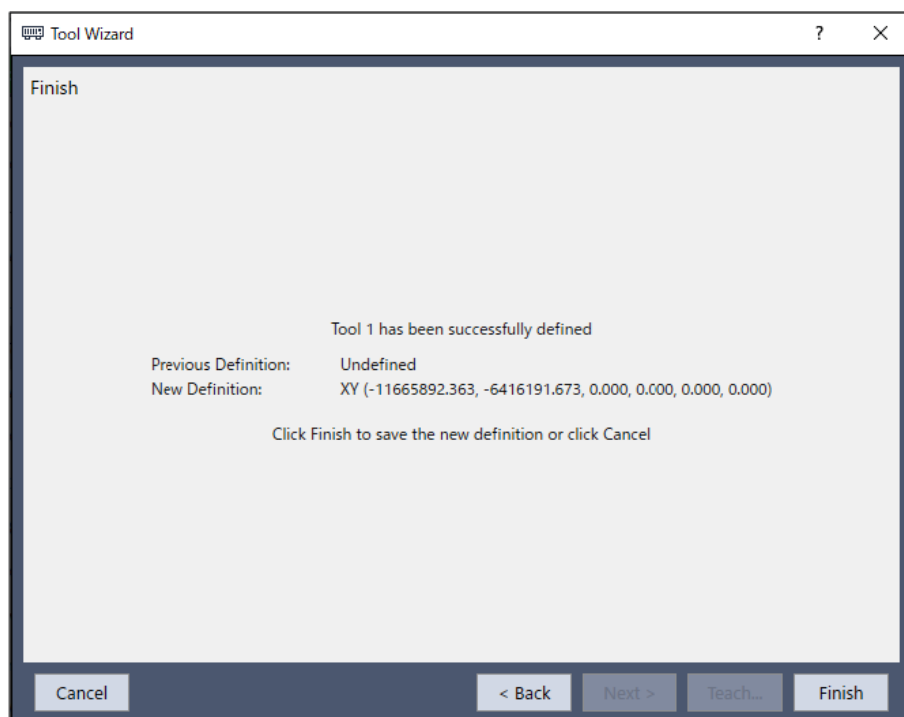 Tool Wizard
?
Finish
Tool 1 has been successfully defined
Previous Definition: Undefined
New Definition: XY (-11665892.363, -6416191.673, 0.000, 0.000, 0.000, 0.000)
Click Finish to save the new definition or click Cancel
Cancel
< Back
Next >
Teach...
Finish